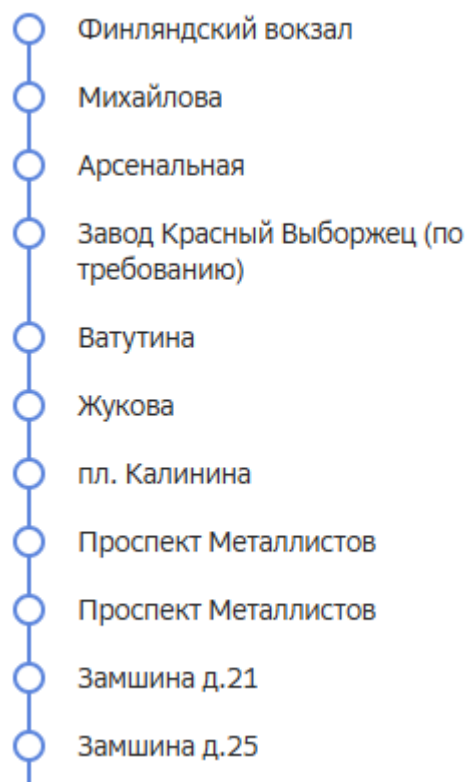 Финляндский вокзал
Михайлова
Арсенальная
Завод Красный Выборжец (по
требованию)
Ватутина
Жукова
пл. Калинина
Проспект Металлистов
Проспект Металлистов
Замшина д.21
Замшина д.25